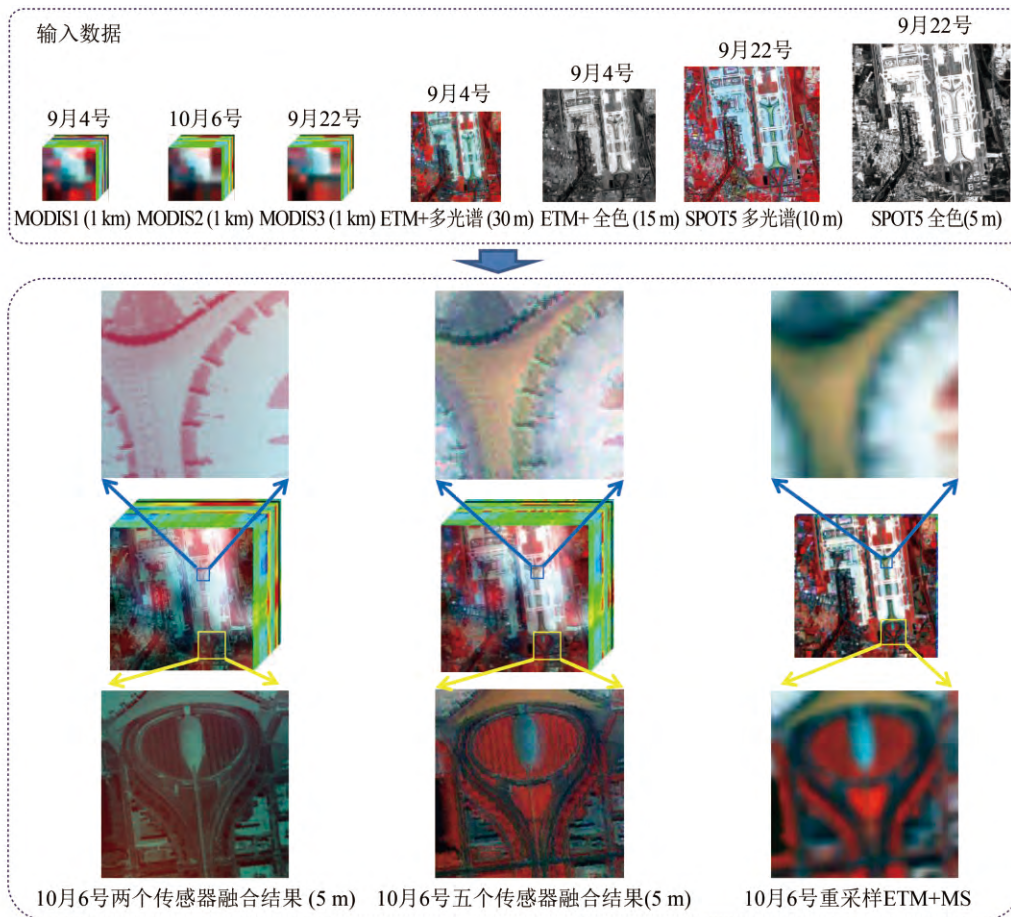 输入数据
9月4号
10月6号
9月22号
9月4号
9月4号
9月22号
9月22号
MODIS1 (1 km)
MODIS2 (1 km)
MODIS3 (1 km)
ETM+多光谱 (30 m)
ETM+ 全色 (15 m)
SPOT5 多光谱(10 m)
SPOT5 全色(5 m)
10月6号两个传感器融合结果 (5 m)
10月6号五个传感器融合结果(5 m)
10月6号重采样ETM+MS